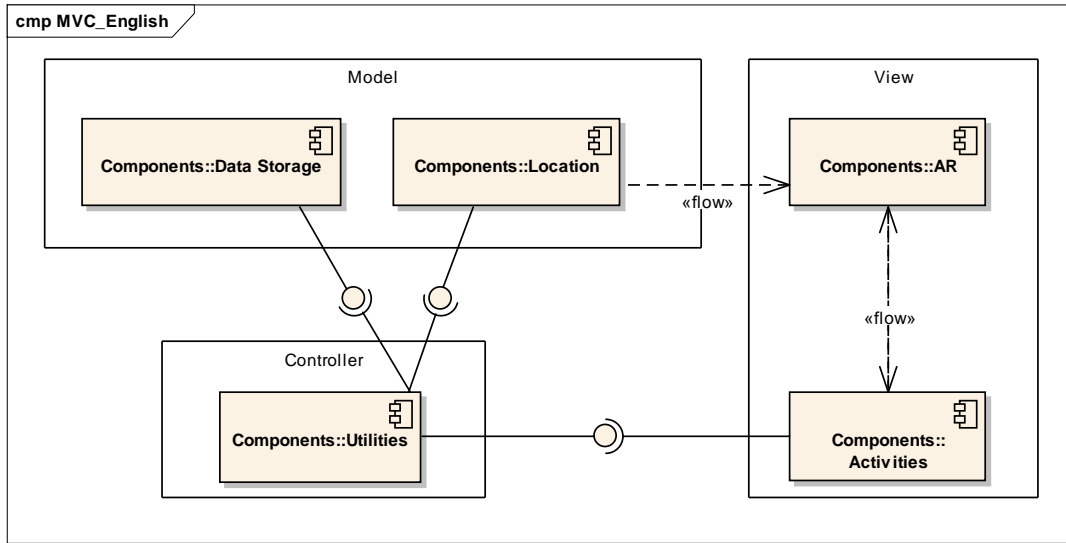 cmp MVC_English
Model
View
Components::Data Storage
Components::Location
Components::AR
«flow»
«flow»
Controller
Components::Utilities
Components::
Activities